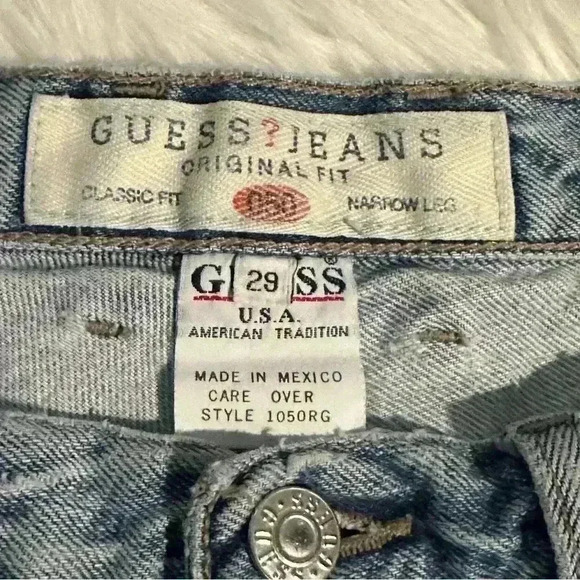 GUESS?JEANS
ORIGINAL FIT
CLASSIC FIT 050 NARROW LEG
G 29 SS®
U.S.A.
AMERICAN TRADITION
MADE IN MEXICO
CARE OVER
STYLE 1050RG